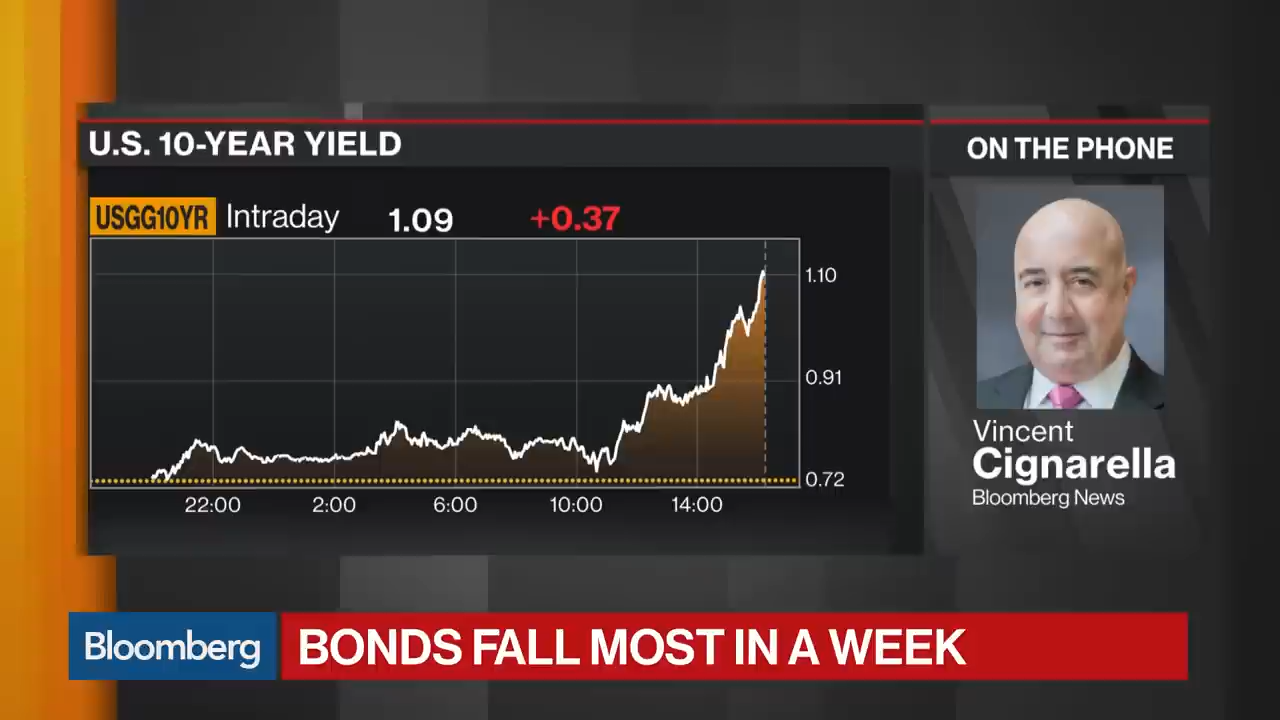 U.S. 10-YEAR YIELD
USGG10YR Intraday 1.09 +0.37
1.10
0.91
0.72
22:00 2:00 6:00 10:00 14:00
ON THE PHONE
Vincent
Cignarella
Bloomberg News
Bloomberg BONDS FALL MOST IN A WEEK